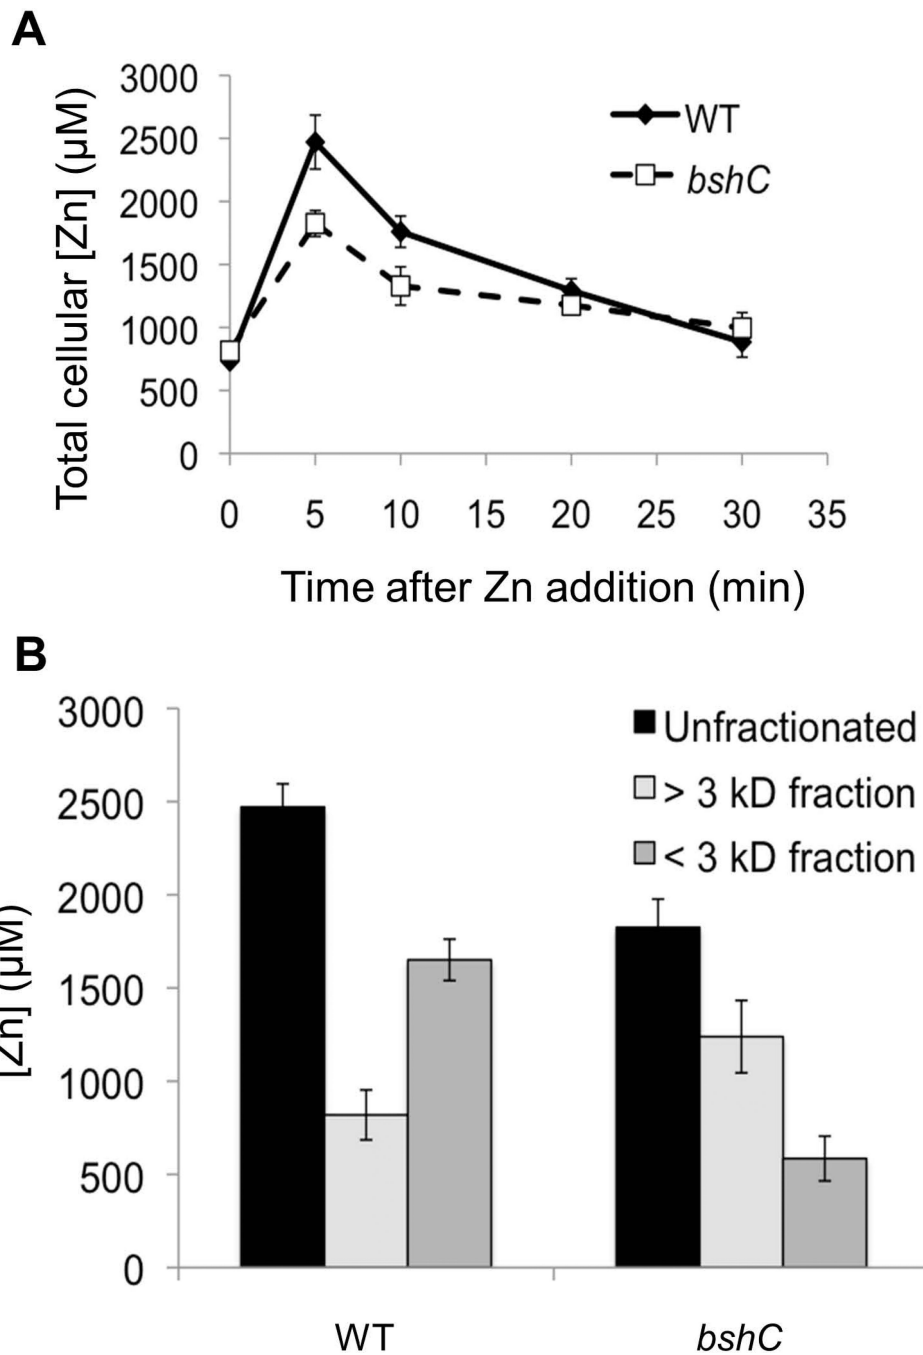 A
Total cellular [Zn] (µM)
3000
2500
2000
1500
1000
500
0
WT
bshC
0 5 10 15 20 25 30 35
Time after Zn addition (min)
B
[Zn] (µM)
3000
2500
2000
1500
1000
500
0
Unfractionated
> 3 kD fraction
< 3 kD fraction
WT bshC